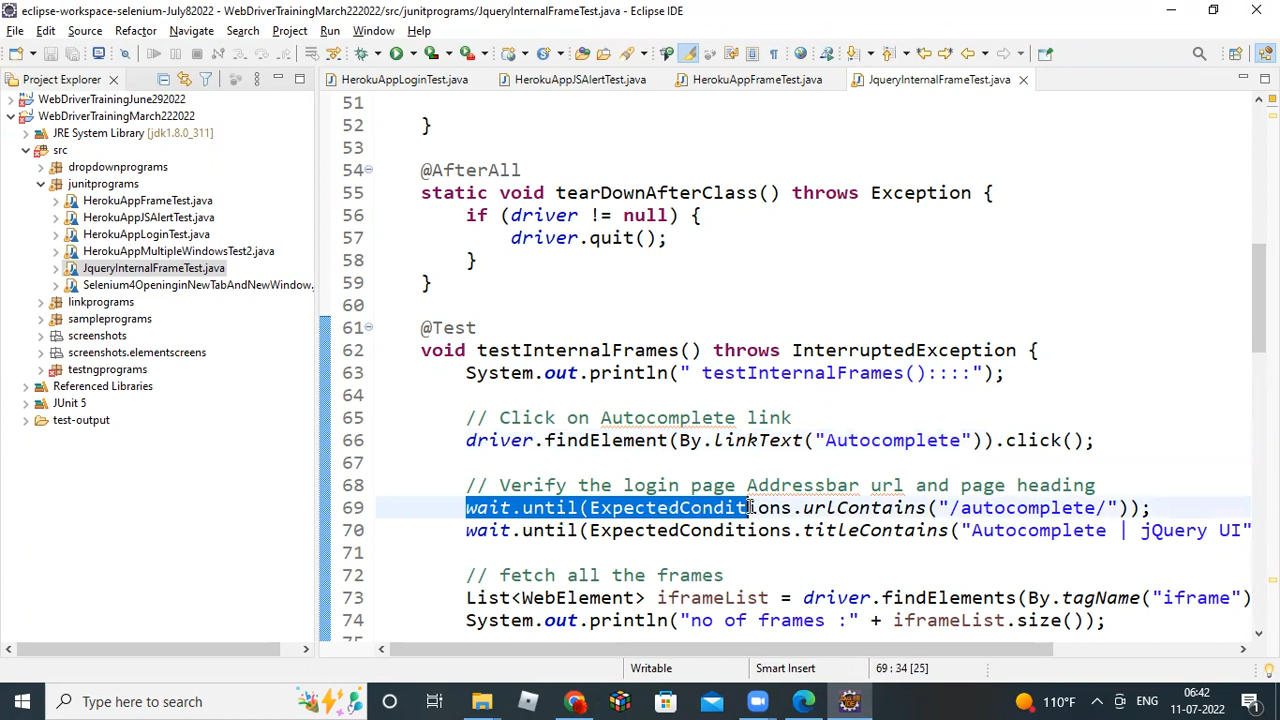 eclipse-workspace-selenium-July82022 - WebDriverTrainingMarch222022/src/junitprograms/JqueryInternalFrameTest.java - Eclipse IDE
File Edit Source Refactor Navigate Search Project Run Window Help
Project Explorer
HerokuAppLoginTest.java HerokuAppJSAlertTest.java HerokuAppFrameTest.java JqueryInternalFrameTest.java
WebDriverTrainingJune292022
WebDriverTrainingMarch222022
JRE System Library [jdk1.8.0_311]
src
dropdownprograms
junitprograms
HerokuAppFrameTest.java
HerokuAppJSAlertTest.java
HerokuAppLoginTest.java
HerokuAppMultipleWindowsTest2.java
JqueryInternalFrameTest.java
Selenium4OpeninginNewTabAndNewWindow.
linkprograms
sampleprograms
screenshots
screenshots.elementscreens
testngprograms
Referenced Libraries
JUnit 5
test-output
51
52 }
53
54 @AfterAll
55 static void tearDownAfterClass() throws Exception {
56 if (driver != null) {
57 driver.quit();
58 }
59 }
60
61 @Test
62 void testInternalFrames() throws InterruptedException {
63 System.out.println(" testInternalFrames()::::");
64
65 // Click on Autocomplete link
66 driver.findElement(By.linkText("Autocomplete")).click();
67
68 // Verify the login page Addressbar url and page heading
69 wait.until(ExpectedConditions.urlContains("/autocomplete/"));
70 wait.until(ExpectedConditions.titleContains("Autocomplete | jQuery UI"
71
72 // fetch all the frames
73 List<WebElement> iframeList = driver.findElements(By.tagName("iframe")
74 System.out.println("no of frames :" + iframeList.size());
Writable Smart Insert 69 : 34 [25]
Type here to search
110°F ENG 06:42
11-07-2022